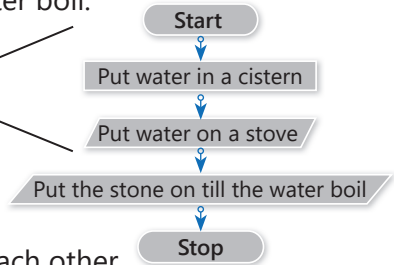 ter boil.
Start
Put water in a cistern
Put water on a stove
Put the stone on till the water boil
Stop
ach other